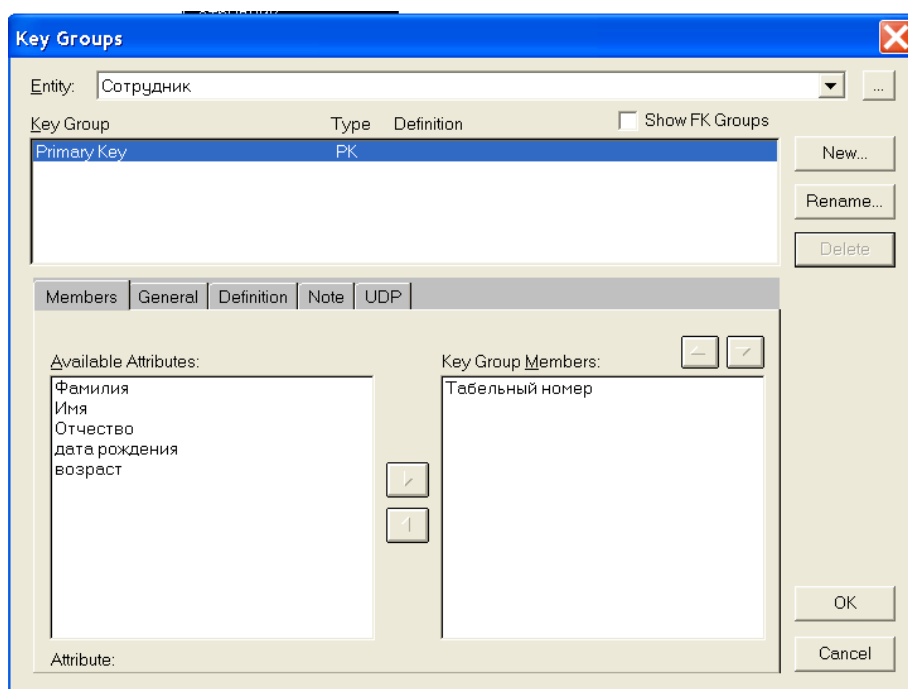 Key Groups
Entity: Сотрудник ...
Key Group Type Definition Show FK Groups
Primary Key PK
New...
Rename...
Delete
Members General Definition Note UDP
Available Attributes: Key Group Members:
Фамилия Табельный номер
Имя
Отчество
дата рождения
возраст
Attribute:
OK
Cancel